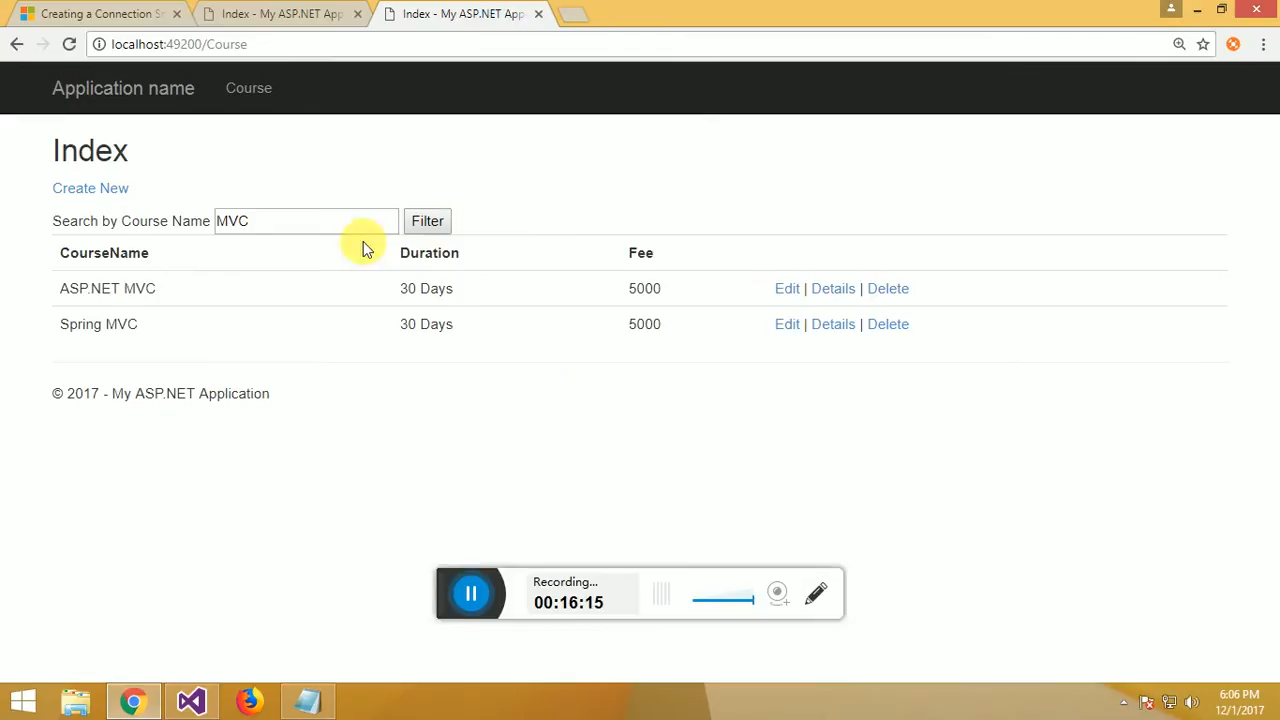 Creating a Connection S
Index - My ASP.NET App
Index - My ASP.NET App
localhost:49200/Course
Application name Course
Index
Create New
Search by Course Name MVC Filter
CourseName Duration Fee
ASP.NET MVC 30 Days 5000 Edit | Details | Delete
Spring MVC 30 Days 5000 Edit | Details | Delete
© 2017 - My ASP.NET Application
Recording...
00:16:15
6:06 PM
12/1/2017